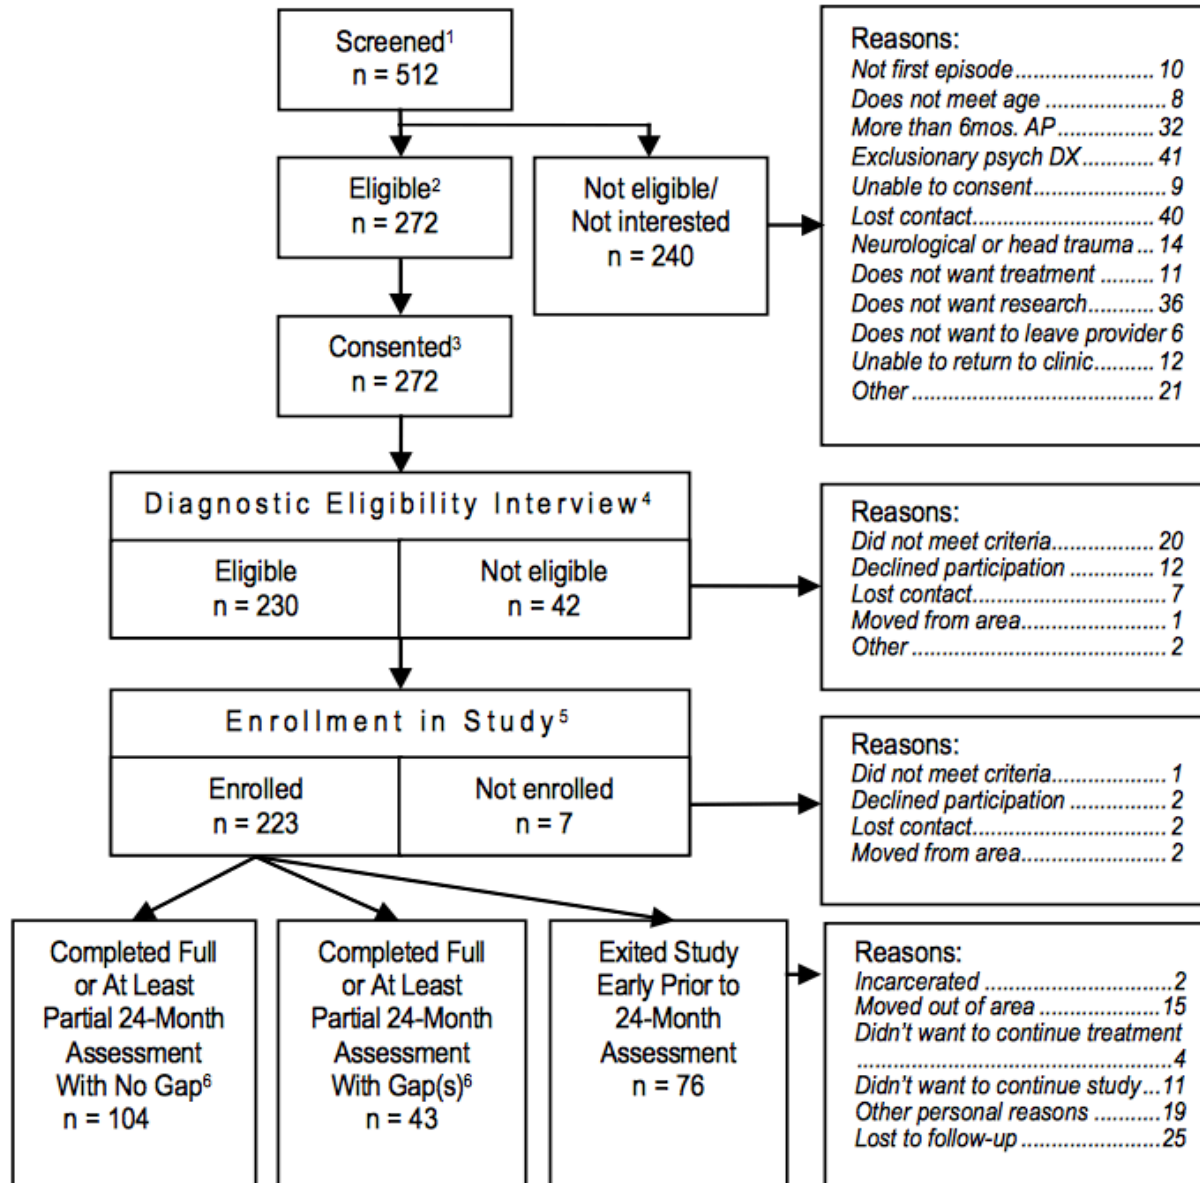 Screened¹
n = 512
Eligible²
n = 272
Not eligible/
Not interested
n = 240
Reasons:
Not first episode....................... 10
Does not meet age .................... 8
More than 6mos. AP................ 32
Exclusionary psych DX............ 41
Unable to consent...................... 9
Lost contact.............................. 40
Neurological or head trauma ... 14
Does not want treatment ......... 11
Does not want research........... 36
Does not want to leave provider 6
Unable to return to clinic.......... 12
Other ........................................ 21
Consented³
n = 272
Diagnostic Eligibility Interview⁴
Eligible
n = 230
Not eligible
n = 42
Reasons:
Did not meet criteria................. 20
Declined participation .............. 12
Lost contact................................ 7
Moved from area........................ 1
Other .......................................... 2
Enrollment in Study⁵
Enrolled
n = 223
Not enrolled
n = 7
Reasons:
Did not meet criteria................... 1
Declined participation ................ 2
Lost contact................................ 2
Moved from area........................ 2
Completed Full
or At Least
Partial 24-Month
Assessment
With No Gap⁶
n = 104
Completed Full
or At Least
Partial 24-Month
Assessment
With Gap(s)⁶
n = 43
Exited Study
Early Prior to
24-Month
Assessment
n = 76
Reasons:
Incarcerated ...............................2
Moved out of area .................... 15
Didn't want to continue treatment
....................................................4
Didn't want to continue study...11
Other personal reasons ...........19
Lost to follow-up .......................25